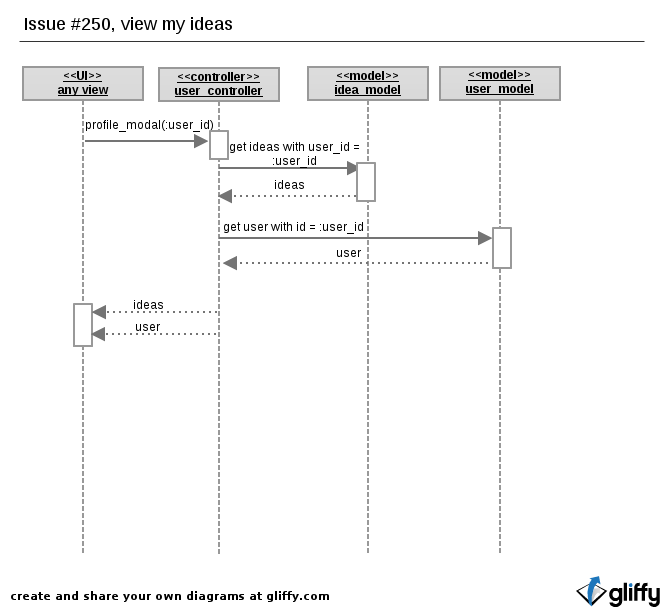 Issue #250, view my ideas
<<UI>>
any view
<<controller>>
user_controller
<<model>>
idea_model
<<model>>
user_model
profile_modal(:user_id)
get ideas with user_id =
:user_id
ideas
get user with id = :user_id
user
ideas
user
create and share your own diagrams at gliffy.com
gliffy